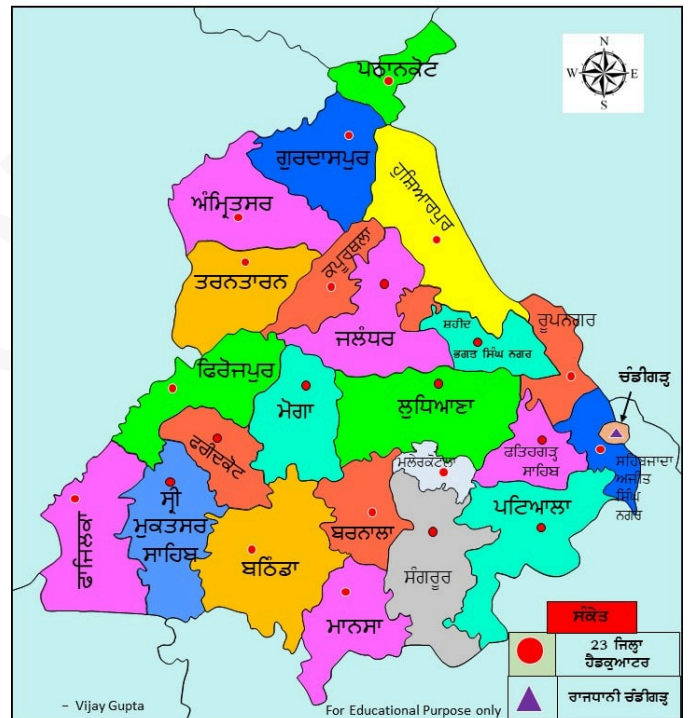 ਪਠਾਨਕੋਟ
N
W E
S
ਗੁਰਦਾਸਪੁਰ
ਹੁਸ਼ਿਆਰਪੁਰ
ਅੰਮ੍ਰਿਤਸਰ
ਕਪੂਰਥਲਾ
ਤਰਨਤਾਰਨ
ਜਲੰਧਰ
ਸ਼ਹੀਦ
ਭਗਤ ਸਿੰਘ ਨਗਰ
ਰੂਪਨਗਰ
ਚੰਡੀਗੜ੍ਹ
ਫਿਰੋਜਪੁਰ
ਮੋਗਾ
ਲੁਧਿਆਣਾ
ਫਰੀਦਕੋਟ
ਮਲੇਰਕੋਟਲਾ
ਫਤਿਹਗੜ੍ਹ
ਸਾਹਿਬ
ਸਹਿਬਜਾਦਾ
ਅਜੀਤ
ਸਿੰਘ
ਨਗਰ
ਫਾਜਿਲਕਾ
ਸ੍ਰੀ
ਮੁਕਤਸਰ
ਸਾਹਿਬ
ਬਠਿੰਡਾ
ਬਰਨਾਲਾ
ਸੰਗਰੂਰ
ਪਟਿਆਲਾ
ਮਾਨਸਾ
ਸੰਕੇਤ
23 ਜਿਲ੍ਹਾ
ਹੈਡਕੁਆਟਰ
ਰਾਜਧਾਨੀ ਚੰਡੀਗੜ੍ਹ
– Vijay Gupta
For Educational Purpose only